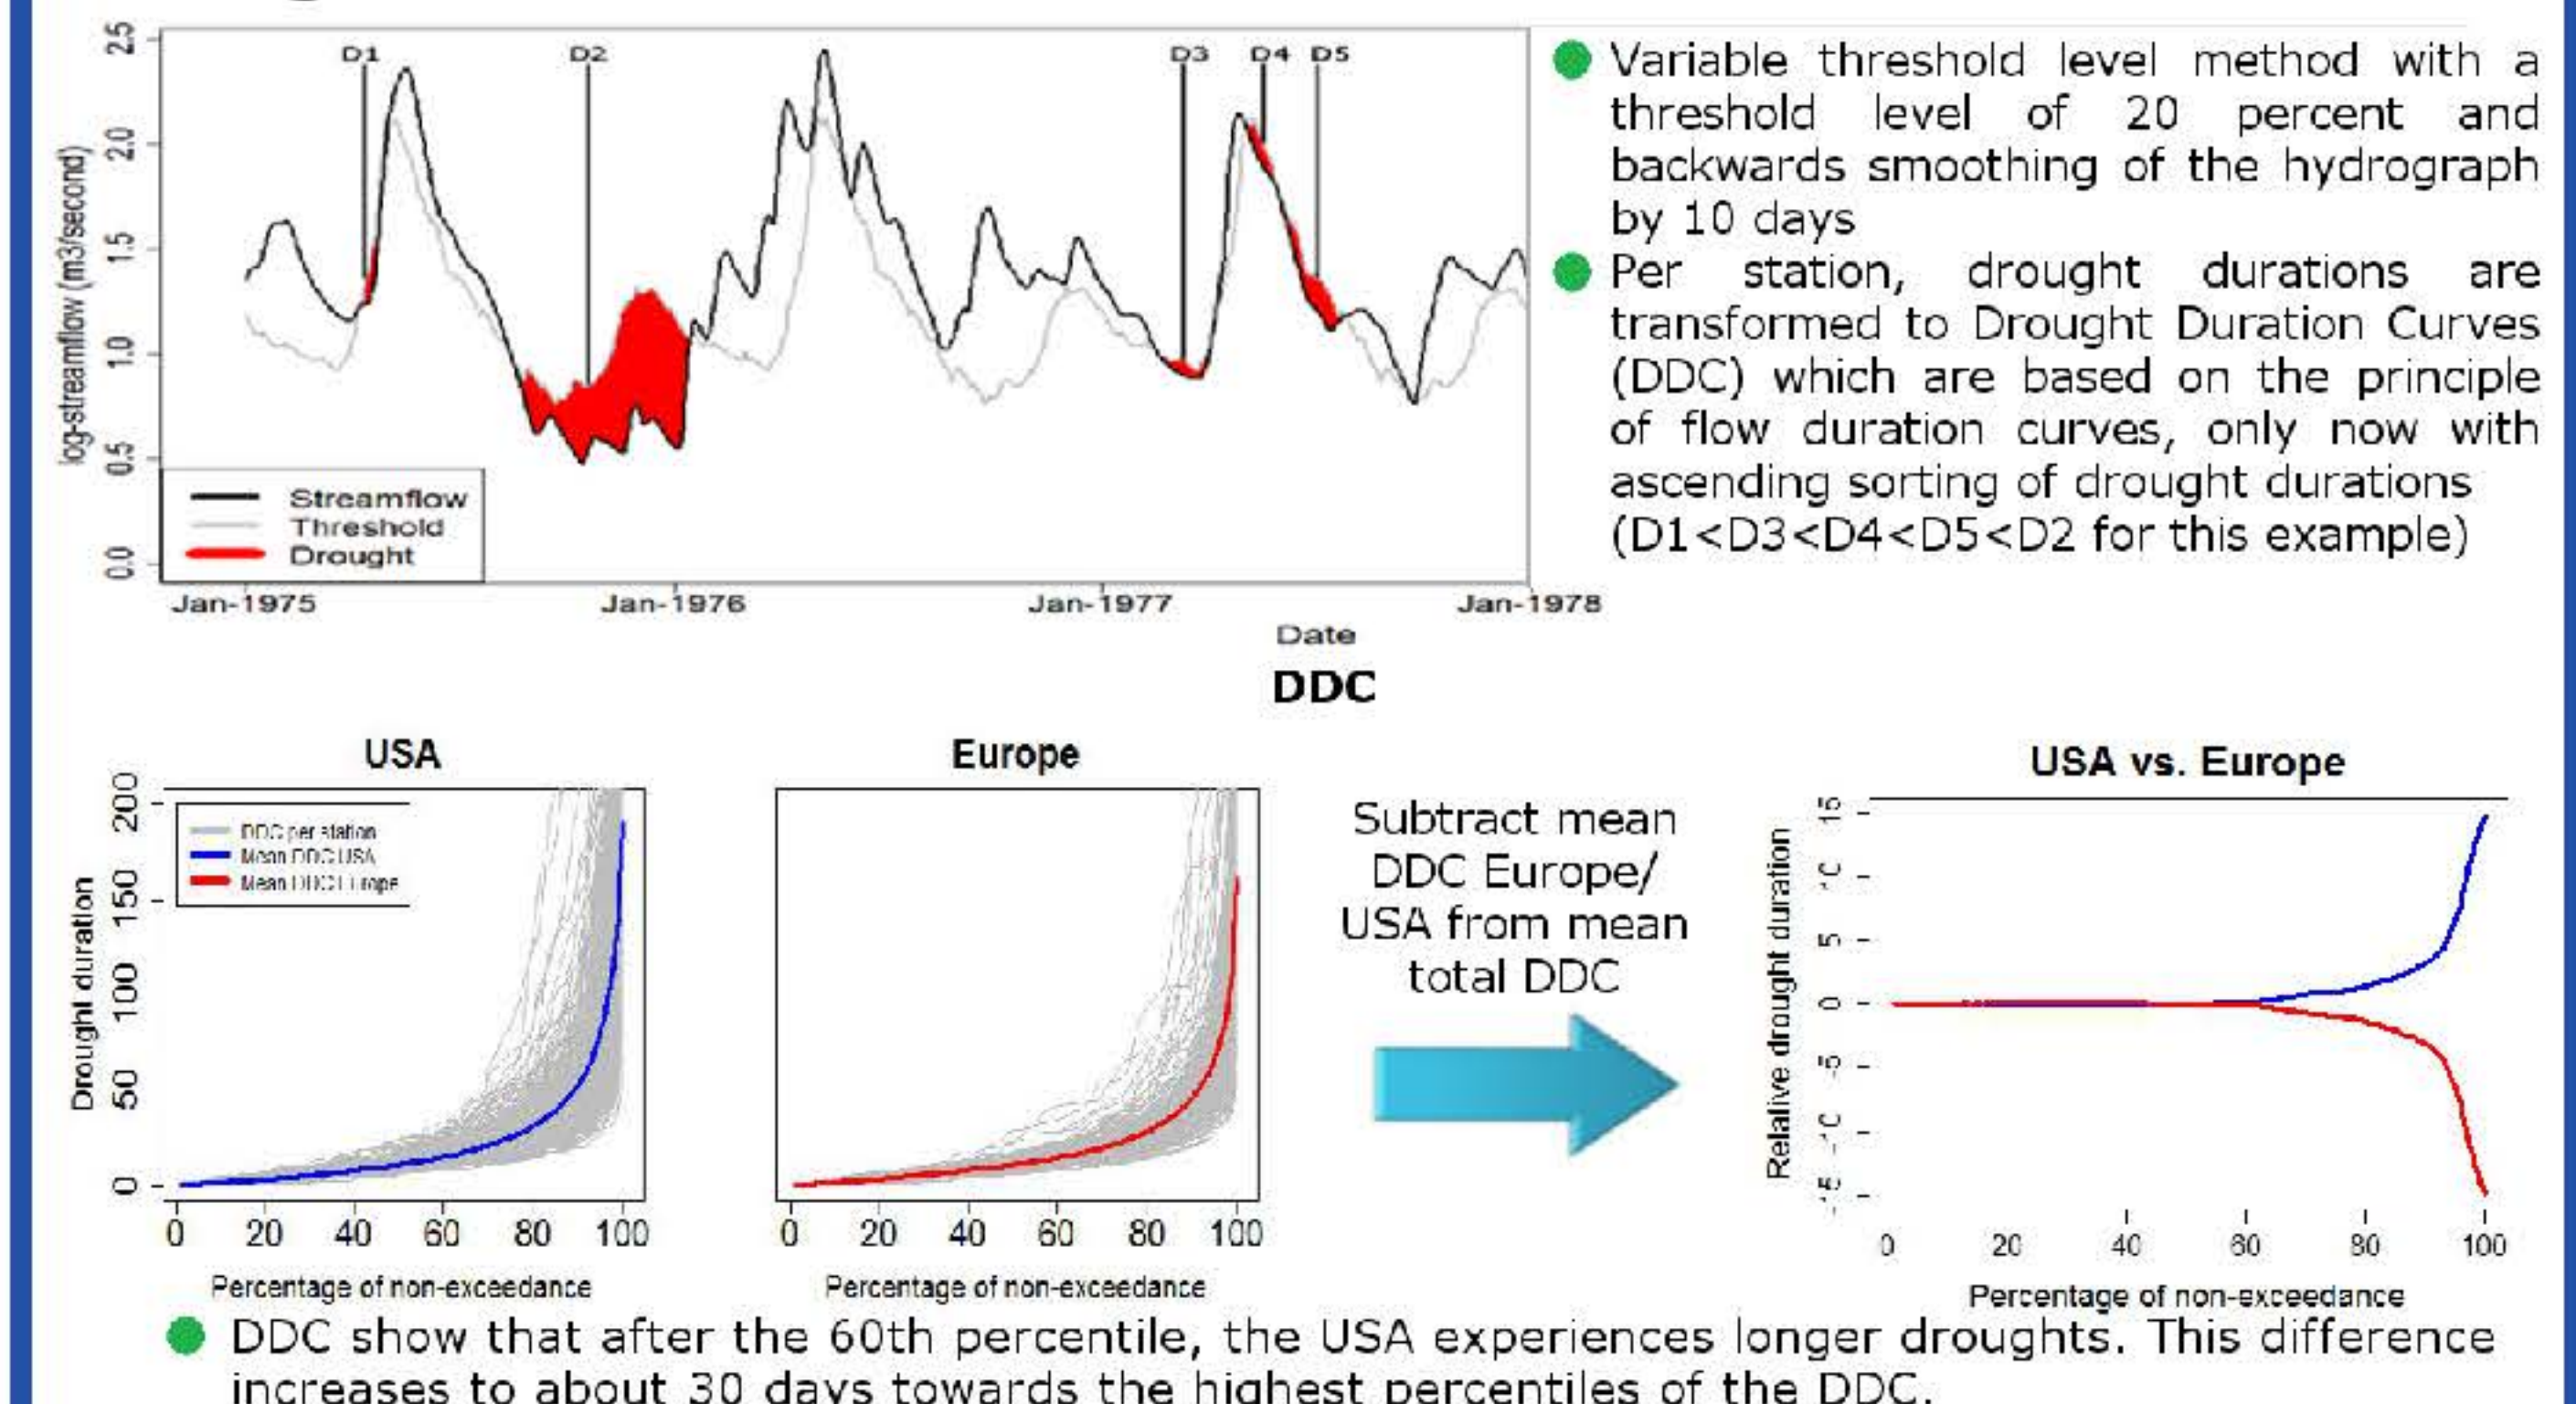 2.5
2.0
1.5
1.0
0.5
0.0
log-streamflow (m3/second)
D1
D2
D3
D4
D5
Streamflow
Threshold
Drought
Jan-1975
Jan-1976
Jan-1977
Jan-1978
Date
Variable threshold level method with a
threshold level of 20 percent and
backwards smoothing of the hydrograph
by 10 days
Per station, drought durations are
transformed to Drought Duration Curves
(DDC) which are based on the principle
of flow duration curves, only now with
ascending sorting of drought durations
(D1<D3<D4<D5<D2 for this example)
DDC
USA
200
150
100
50
0
Drought duration
DDC per station
Mean DDC USA
Mean DDC Europe
0 20 40 60 80 100
Percentage of non-exceedance
Europe
0 20 40 60 80 100
Percentage of non-exceedance
Subtract mean
DDC Europe/
USA from mean
total DDC
USA vs. Europe
15
10
5
0
-5
-10
-15
Relative drought duration
0 20 40 60 80 100
Percentage of non-exceedance
DDC show that after the 60th percentile, the USA experiences longer droughts. This difference
increases to about 30 days towards the highest percentiles of the DDC.